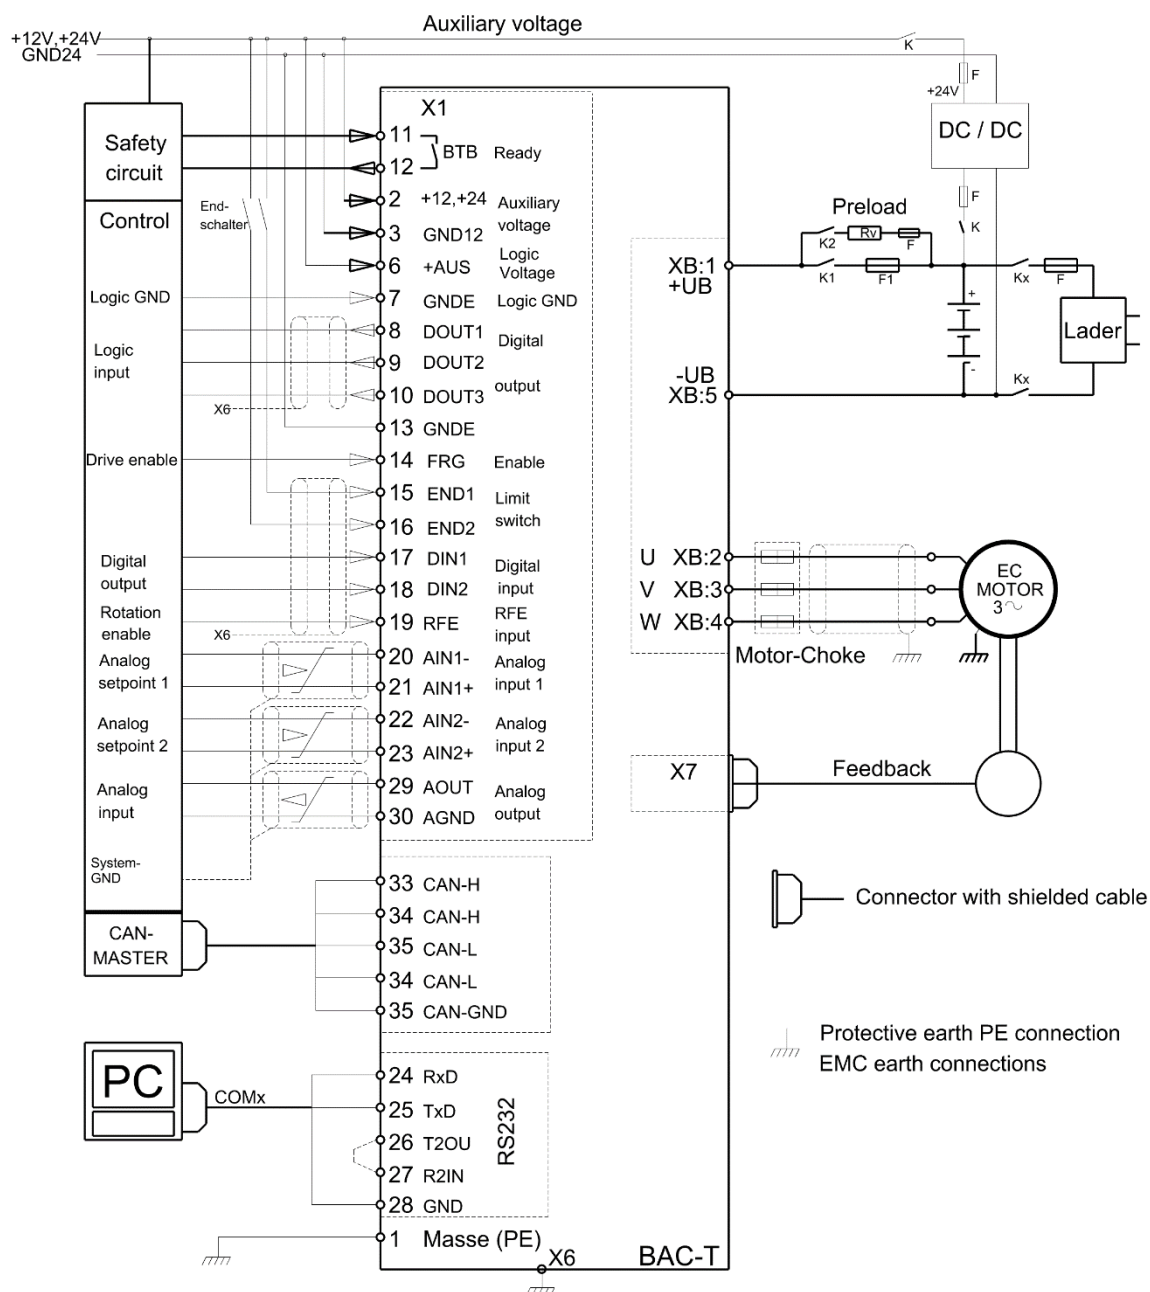 Auxiliary voltage
+12V,+24V
GND24
K
F
+24V
DC / DC
F
K
Safety
circuit
Control
End-
schalter
X1
11
12
BTB
Ready
2 +12,+24
3 GND12
Auxiliary
voltage
6 +AUS
Logic
Voltage
Logic GND
7 GNDE
Logic GND
Logic
input
8 DOUT1
9 DOUT2
10 DOUT3
Digital
output
X6
13 GNDE
Drive enable
14 FRG
Enable
15 END1
16 END2
Limit
switch
Digital
output
17 DIN1
18 DIN2
Digital
input
Rotation
enable
X6
19 RFE
RFE
input
Analog
setpoint 1
20 AIN1-
21 AIN1+
Analog
input 1
Analog
setpoint 2
22 AIN2-
23 AIN2+
Analog
input 2
Analog
input
29 AOUT
30 AGND
Analog
output
System-
GND
CAN-
MASTER
33 CAN-H
34 CAN-H
35 CAN-L
34 CAN-L
35 CAN-GND
PC
COMx
24 RxD
25 TxD
26 T2OU
27 R2IN
28 GND
RS232
1 Masse (PE)
X6
BAC-T
Preload
K2
Rv
F
K1
F1
Kx
F
XB:1
+UB
+
-
Lader
-UB
XB:5
Kx
U XB:2
V XB:3
W XB:4
Motor-Choke
EC
MOTOR
3~
X7
Feedback
Connector with shielded cable
Protective earth PE connection
EMC earth connections